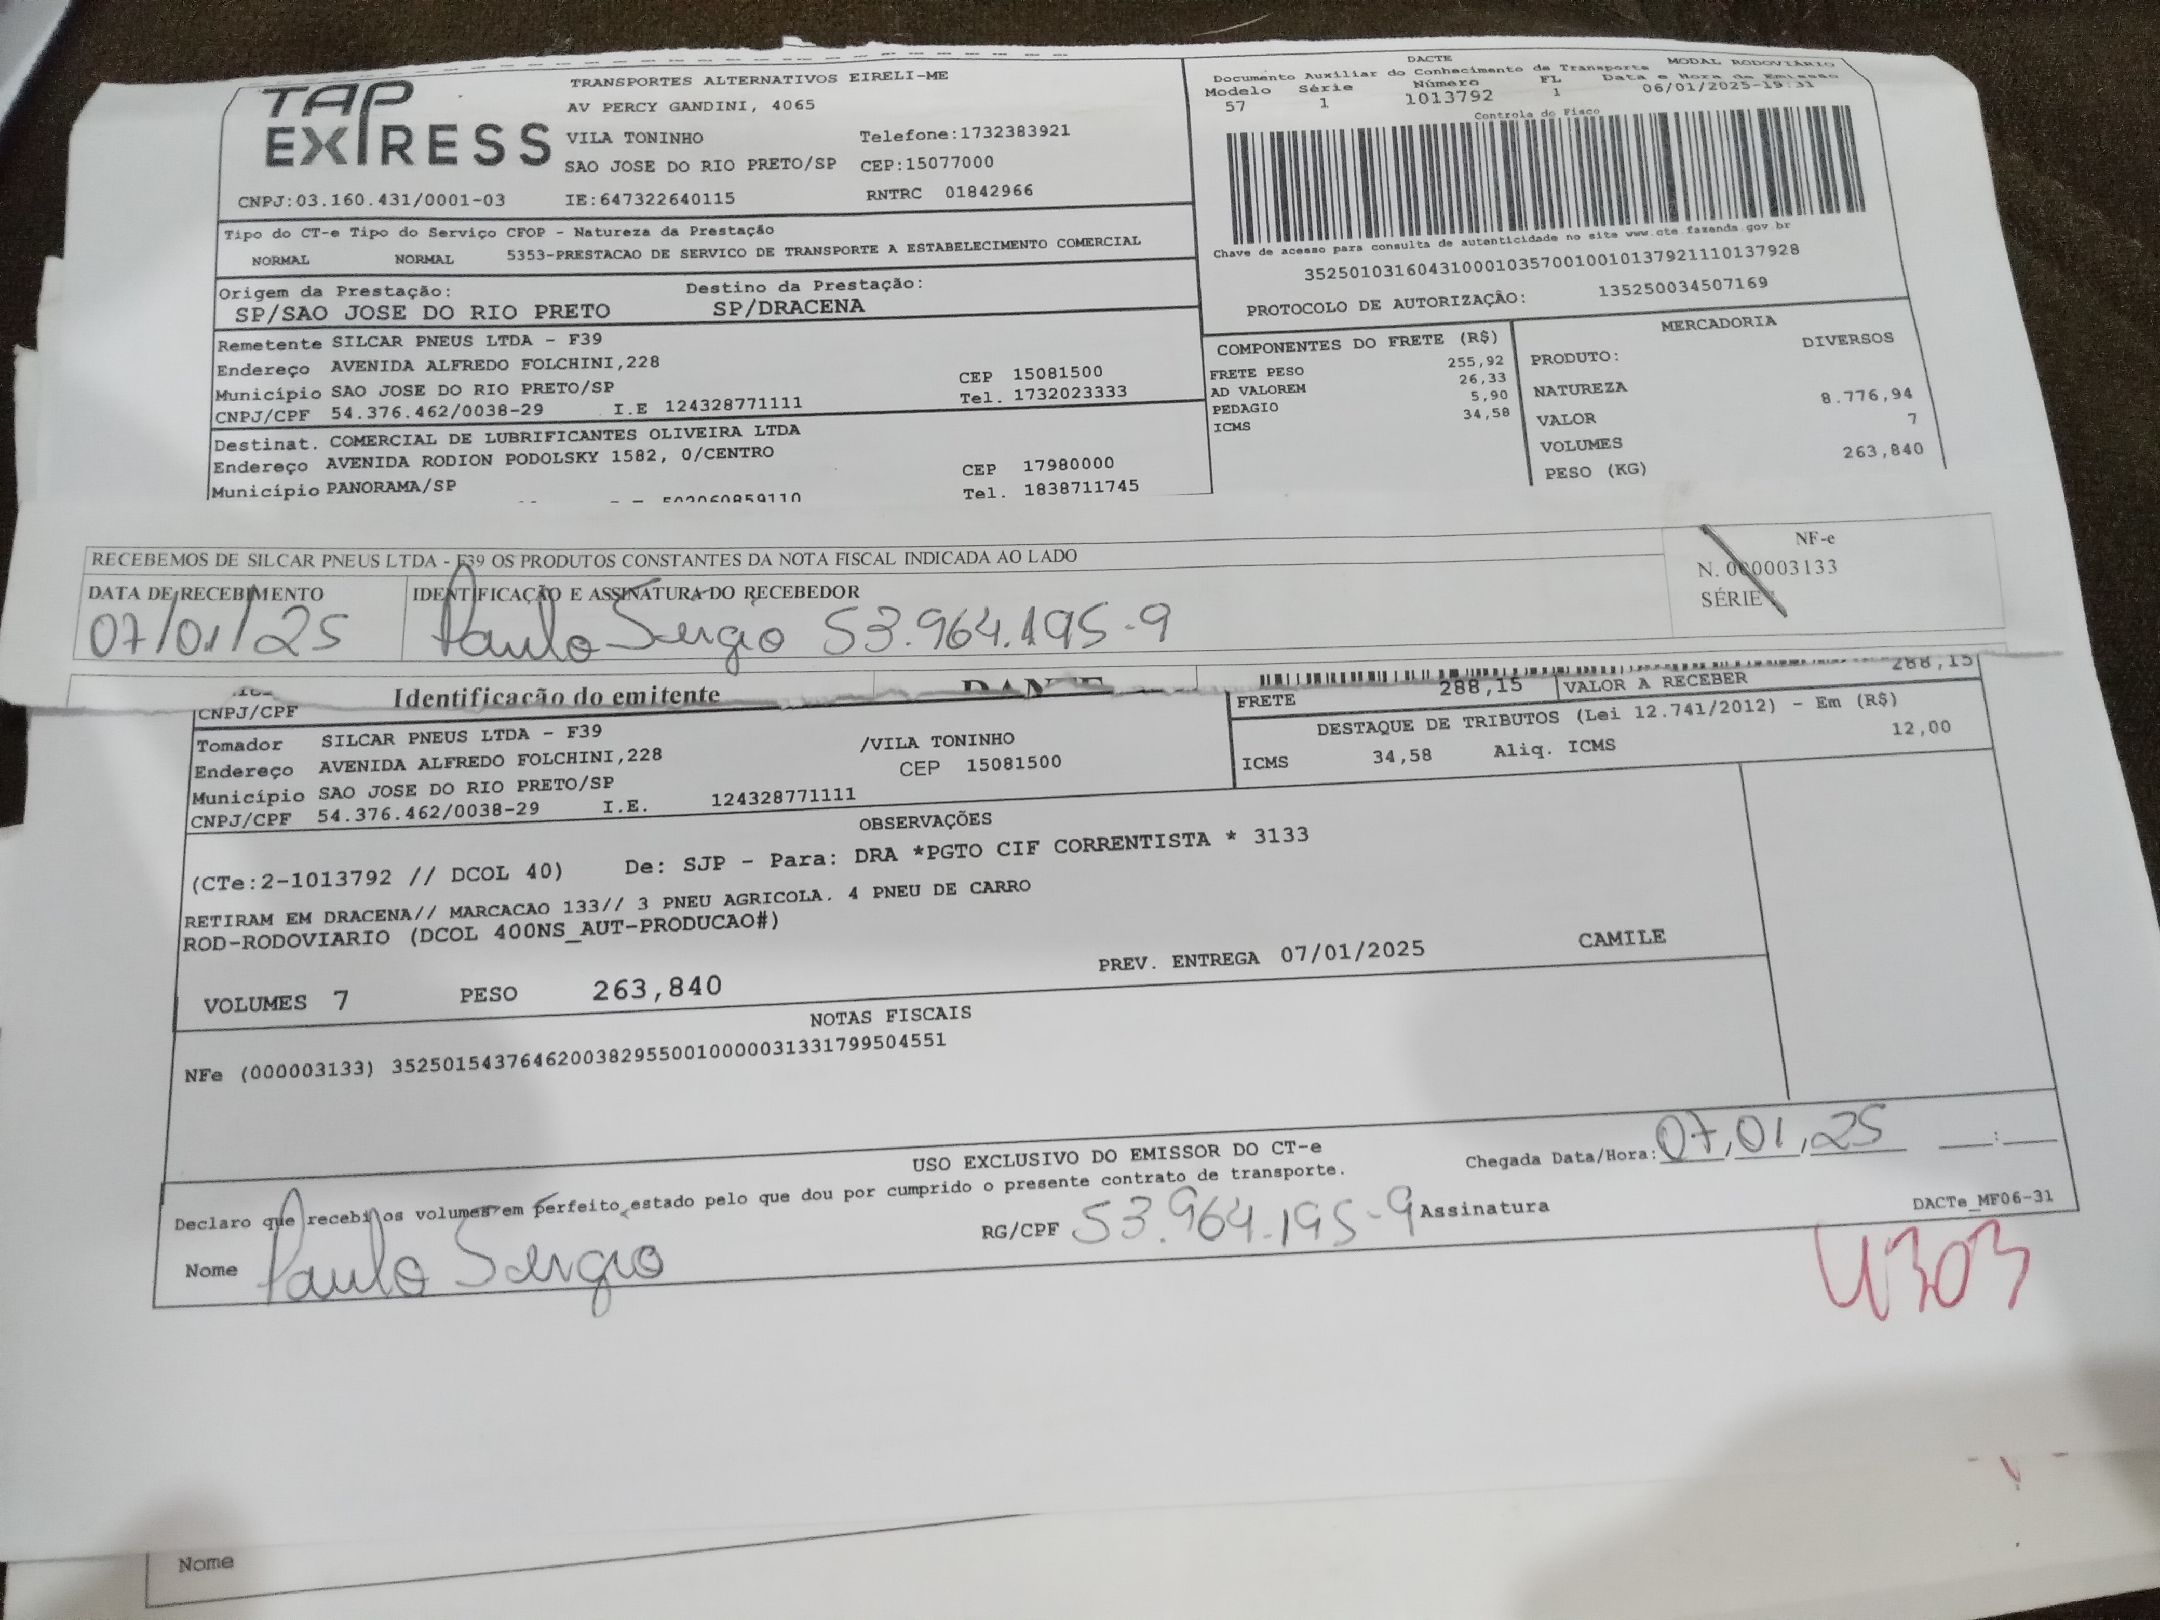 TAP EXPRESS
TRANSPORTES ALTERNATIVOS EIRELI-ME
AV PERCY GANDINI, 4065
VILA TONINHO Telefone:1732383921
SAO JOSE DO RIO PRETO/SP CEP:15077000
CNPJ:03.160.431/0001-03 IE:647322640115 RNTRC 01842966
DACTE MODAL RODOVIÁRIO
Documento Auxiliar do Conhecimento de Transporte
Modelo Série Número FL Data e Hora de Emissão
57 1 1013792 1 06/01/2025-19:31
Controle do Fisco
Chave de acesso para consulta de autenticidade no site www.cte.fazenda.gov.br
35250103160431000103570010010137921110137928
PROTOCOLO DE AUTORIZAÇÃO: 135250034507169
Tipo do CT-e Tipo do Serviço CFOP - Natureza da Prestação
NORMAL NORMAL 5353-PRESTACAO DE SERVICO DE TRANSPORTE A ESTABELECIMENTO COMERCIAL
Origem da Prestação: Destino da Prestação:
SP/SAO JOSE DO RIO PRETO SP/DRACENA
Remetente SILCAR PNEUS LTDA - F39
Endereço AVENIDA ALFREDO FOLCHINI,228
Município SAO JOSE DO RIO PRETO/SP CEP 15081500
CNPJ/CPF 54.376.462/0038-29 I.E 124328771111 Tel. 1732023333
Destinat. COMERCIAL DE LUBRIFICANTES OLIVEIRA LTDA
Endereço AVENIDA RODION PODOLSKY 1582, 0/CENTRO
Município PANORAMA/SP CEP 17980000
Tel. 1838711745
COMPONENTES DO FRETE (R$)
FRETE PESO 255,92
AD VALOREM 26,33
PEDAGIO 5,90
ICMS 34,58
MERCADORIA
PRODUTO: DIVERSOS
NATUREZA
VALOR 8.776,94
VOLUMES 7
PESO (KG) 263,840
RECEBEMOS DE SILCAR PNEUS LTDA - F39 OS PRODUTOS CONSTANTES DA NOTA FISCAL INDICADA AO LADO
NF-e
N. 000003133
SÉRIE
DATA DE RECEBIMENTO IDENTIFICAÇÃO E ASSINATURA DO RECEBEDOR
07/01/25 Paulo Sergio 53.964.195-9
Identificação do emitente
CNPJ/CPF
FRETE 288,15 VALOR A RECEBER 288,15
Tomador SILCAR PNEUS LTDA - F39
Endereço AVENIDA ALFREDO FOLCHINI,228 /VILA TONINHO
Município SAO JOSE DO RIO PRETO/SP CEP 15081500
CNPJ/CPF 54.376.462/0038-29 I.E. 124328771111
DESTAQUE DE TRIBUTOS (Lei 12.741/2012) - Em (R$)
ICMS 34,58 Aliq. ICMS 12,00
OBSERVAÇÕES
(CTe:2-1013792 // DCOL 40) De: SJP - Para: DRA *PGTO CIF CORRENTISTA * 3133
RETIRAM EM DRACENA// MARCACAO 133// 3 PNEU AGRICOLA. 4 PNEU DE CARRO
ROD-RODOVIARIO (DCOL 400NS_AUT-PRODUCAO#)
VOLUMES 7 PESO 263,840 PREV. ENTREGA 07/01/2025 CAMILE
NOTAS FISCAIS
NFe (000003133) 35250154376462003829550010000031331799504551
USO EXCLUSIVO DO EMISSOR DO CT-e
Declaro que recebi os volumes em perfeito estado pelo que dou por cumprido o presente contrato de transporte.
Chegada Data/Hora: 07,01,25 :
Nome Paulo Sergio RG/CPF 53.964.195-9 Assinatura
DACTe_MF06-31
4303
Nome